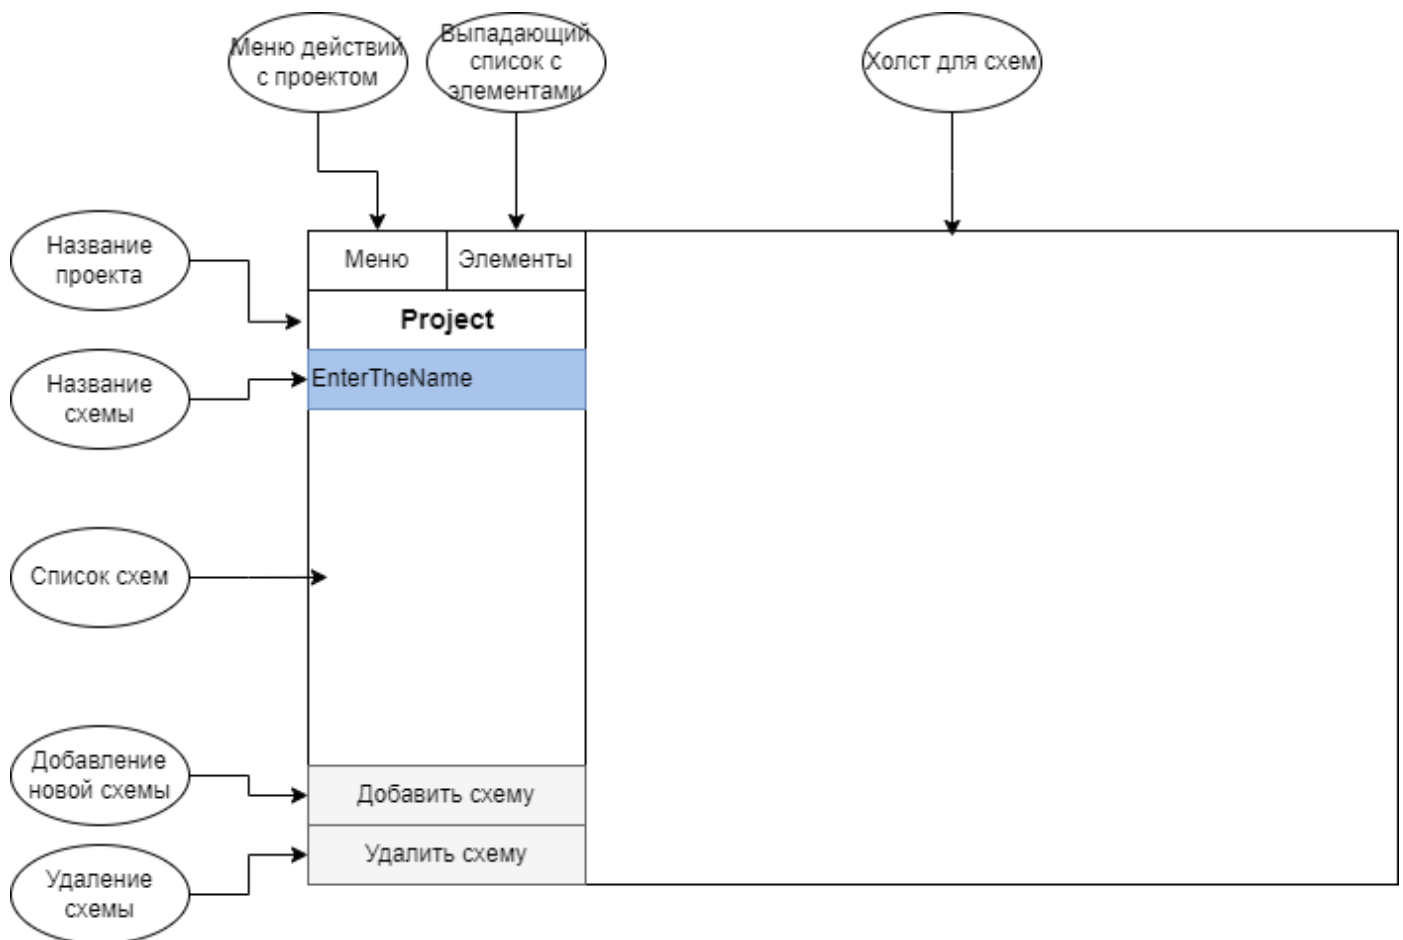 Меню действий
с проектом
Выпадающий
список с
элементами
Холст для схем
Название
проекта
Меню
Элементы
Project
Название
схемы
EnterTheName
Список схем
Добавление
новой схемы
Добавить схему
Удаление
схемы
Удалить схему